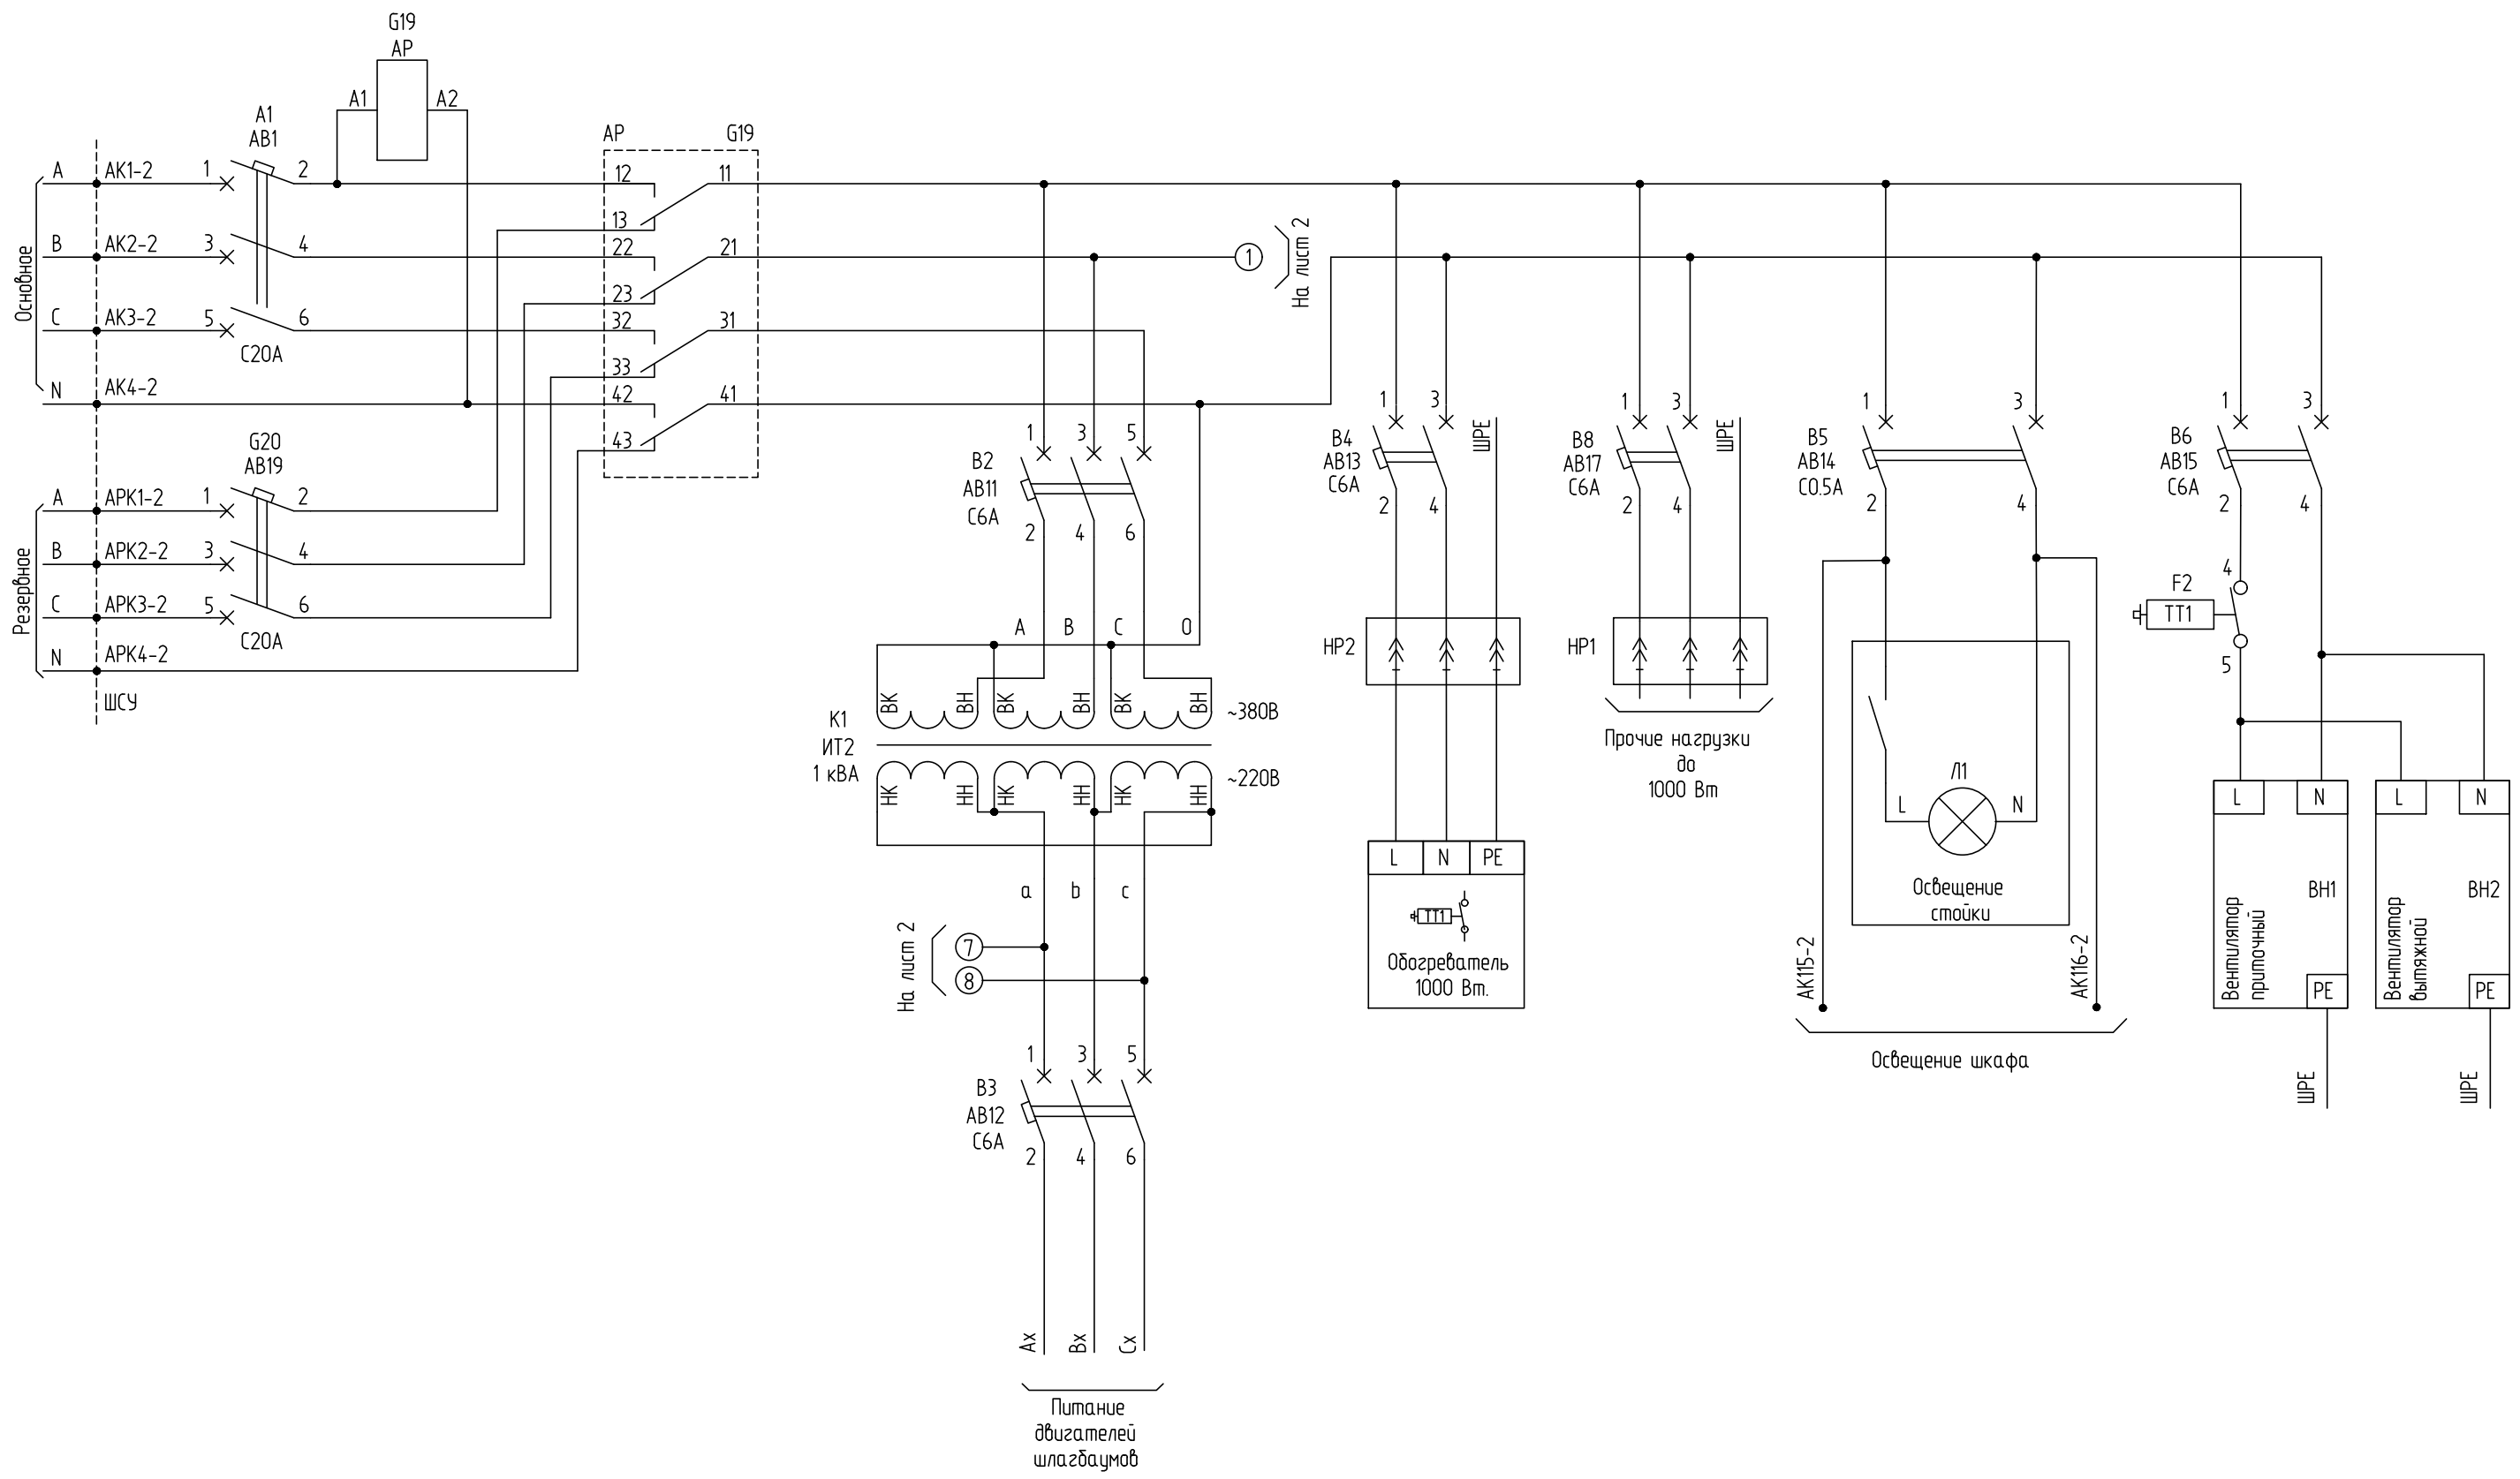 G19
АР
А1
А2
А1
АВ1
АР
G19
А
АК1-2
1
2
12
11
13
Основное
В
АК2-2
3
4
22
21
1
На лист 2
23
С
АК3-2
5
6
32
31
С20А
33
N
АК4-2
42
41
43
G20
АВ19
Резервное
А
АРК1-2
1
2
В
АРК2-2
3
4
С
АРК3-2
5
6
С20А
N
АРК4-2
ШСУ
1
3
5
В2
АВ11
С6А
2
4
6
А
В
С
0
ВК
ВН
ВК
ВН
ВК
ВН
~380В
К1
ИТ2
1 кВА
~220В
НК
НН
НК
НН
НК
НН
a
b
c
На лист 2
7
8
1
3
5
В3
АВ12
С6А
2
4
6
Ах
Вх
Сх
Питание
двигателей
шлагбаумов
1
3
ШРЕ
В4
АВ13
С6А
2
4
НР2
L
N
РЕ
ТТ1
Обогреватель
1000 Вт.
1
3
ШРЕ
В8
АВ17
С6А
2
4
НР1
Прочие нагрузки
до
1000 Вт
1
3
В5
АВ14
С0.5А
2
4
Л1
L
N
Освещение
стойки
АК115-2
АК116-2
Освещение шкафа
1
3
В6
АВ15
С6А
2
4
4
F2
ТТ1
5
L
N
L
N
ВН1
ВН2
Вентилятор
приточный
РЕ
Вентилятор
вытяжной
РЕ
ШРЕ
ШРЕ